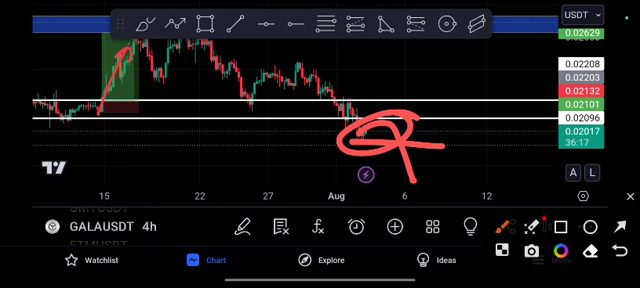 USDT
0.02629
0.02208
0.02203
0.02132
0.02101
0.02096
0.02017
36:17
A L
15 22 27 Aug 6 12
GALAUSDT 4h
Watchlist Chart Explore Ideas